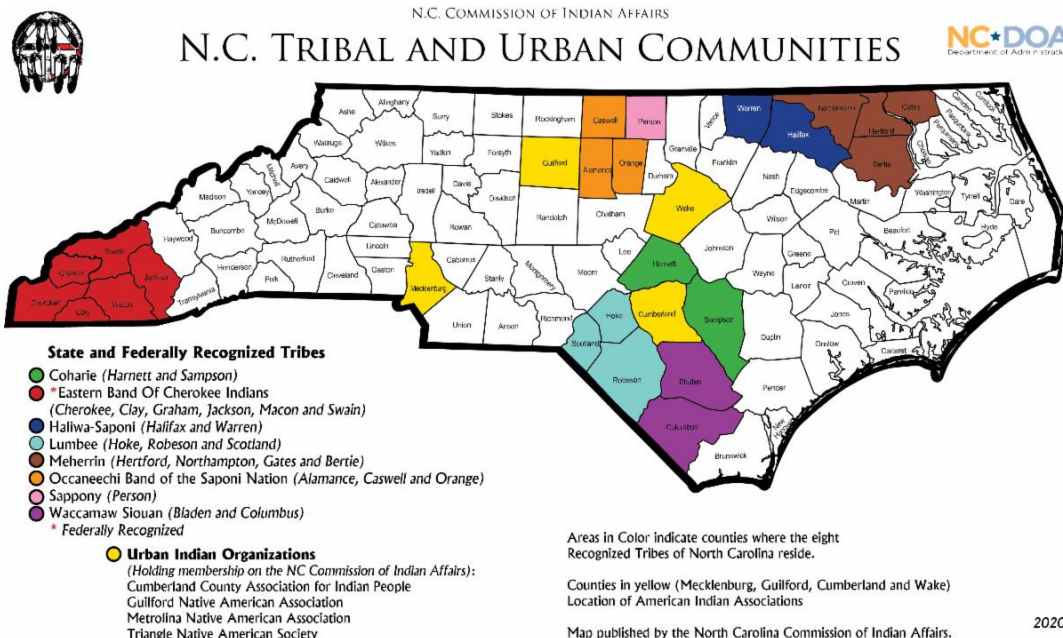 N.C. COMMISSION OF INDIAN AFFAIRS
N.C. TRIBAL AND URBAN COMMUNITIES
NC★DOA
Department of Administrati
Ashe
Alleghany
Surry
Stokes
Rockingham
Caswell
Person
Granville
Vance
Warren
Halifax
Northampton
Gates
Hertford
Bertie
Camden
Currituck
Pasquotank
Perquimans
Chowan
Watauga
Wilkes
Yadkin
Forsyth
Guilford
Alamance
Orange
Durham
Franklin
Nash
Edgecombe
Martin
Washington
Tyrrell
Dare
Avery
Mitchell
Yancey
Madison
Caldwell
Alexander
Iredell
Davie
Davidson
Randolph
Chatham
Wake
Wilson
Pitt
Beaufort
Hyde
Haywood
Buncombe
McDowell
Burke
Catawba
Rowan
Lee
Johnston
Greene
Swain
Graham
Jackson
Cherokee
Macon
Clay
Transylvania
Henderson
Polk
Rutherford
Cleveland
Lincoln
Gaston
Mecklenburg
Cabarrus
Stanly
Montgomery
Moore
Harnett
Wayne
Lenoir
Craven
Pamlico
Union
Anson
Richmond
Scotland
Hoke
Cumberland
Sampson
Duplin
Jones
Onslow
Carteret
Robeson
Bladen
Pender
Columbus
Brunswick
New
State and Federally Recognized Tribes
Coharie (Harnett and Sampson)
*Eastern Band Of Cherokee Indians
(Cherokee, Clay, Graham, Jackson, Macon and Swain)
Haliwa-Saponi (Halifax and Warren)
Lumbee (Hoke, Robeson and Scotland)
Meherrin (Hertford, Northampton, Gates and Bertie)
Occaneechi Band of the Saponi Nation (Alamance, Caswell and Orange)
Sappony (Person)
Waccamaw Siouan (Bladen and Columbus)
* Federally Recognized
Urban Indian Organizations
(Holding membership on the NC Commission of Indian Affairs):
Cumberland County Association for Indian People
Guilford Native American Association
Metrolina Native American Association
Triangle Native American Society
Areas in Color indicate counties where the eight
Recognized Tribes of North Carolina reside.
Counties in yellow (Mecklenburg, Guilford, Cumberland and Wake)
Location of American Indian Associations
Map published by the North Carolina Commission of Indian Affairs.
202